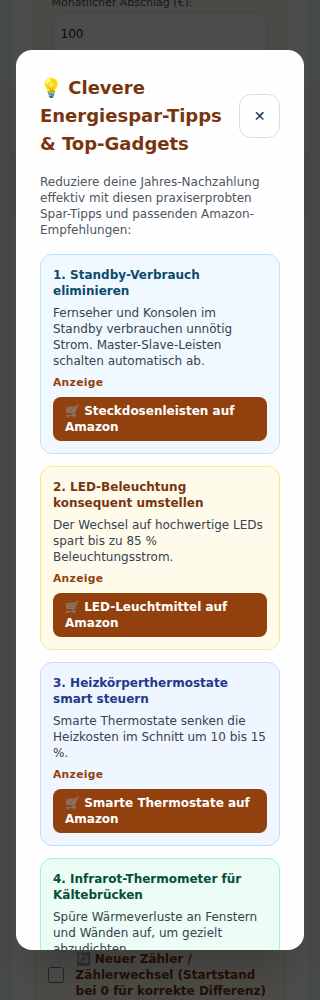 Monatlicher Abschlag (€):
100
💡 Clevere
Energiespar-Tipps
& Top-Gadgets
✕
Reduziere deine Jahres-Nachzahlung
effektiv mit diesen praxiserprobten
Spar-Tipps und passenden Amazon-
Empfehlungen:
1. Standby-Verbrauch
eliminieren
Fernseher und Konsolen im
Standby verbrauchen unnötig
Strom. Master-Slave-Leisten
schalten automatisch ab.
Anzeige
🛒 Steckdosenleisten auf
Amazon
2. LED-Beleuchtung
konsequent umstellen
Der Wechsel auf hochwertige LEDs
spart bis zu 85 %
Beleuchtungsstrom.
Anzeige
🛒 LED-Leuchtmittel auf
Amazon
3. Heizkörperthermostate
smart steuern
Smarte Thermostate senken die
Heizkosten im Schnitt um 10 bis 15
%.
Anzeige
🛒 Smarte Thermostate auf
Amazon
4. Infrarot-Thermometer für
Kältebrücken
Spüre Wärmeverluste an Fenstern
und Wänden auf, um gezielt
abzudichten
🔄 Neuer Zähler /
Zählerwechsel (Startstand
bei 0 für korrekte Differenz)